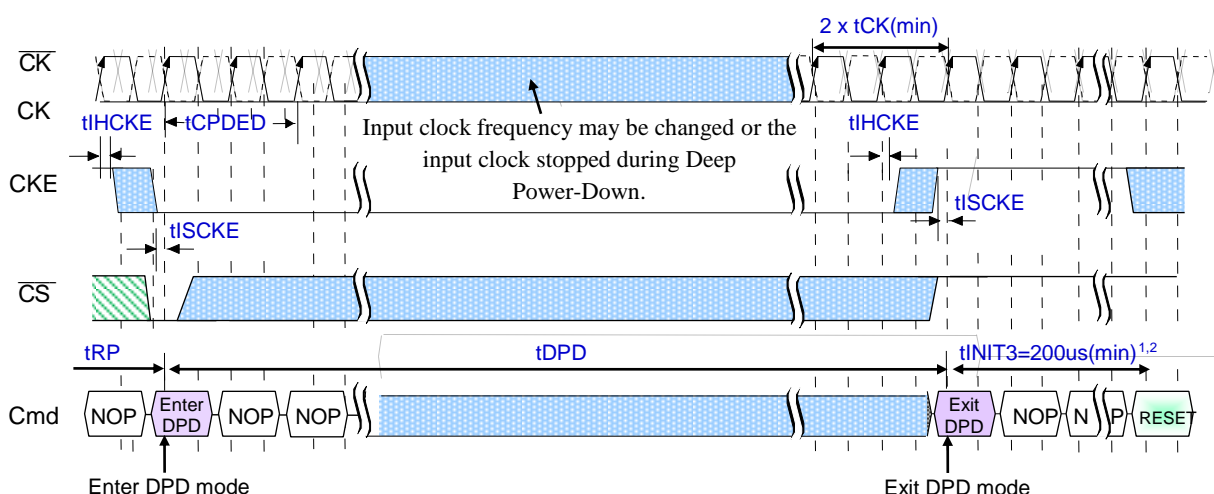 2 x tCK(min)
CK
CK
tIHCKE
tCPDED
Input clock frequency may be changed or the
input clock stopped during Deep
Power-Down.
tIHCKE
CKE
tISCKE
tISCKE
CS
tRP
tDPD
tINIT3=200us(min)1,2
Cmd
NOP
Enter
DPD
NOP
NOP
Exit
DPD
NOP
N
P
RESET
Enter DPD mode
Exit DPD mode